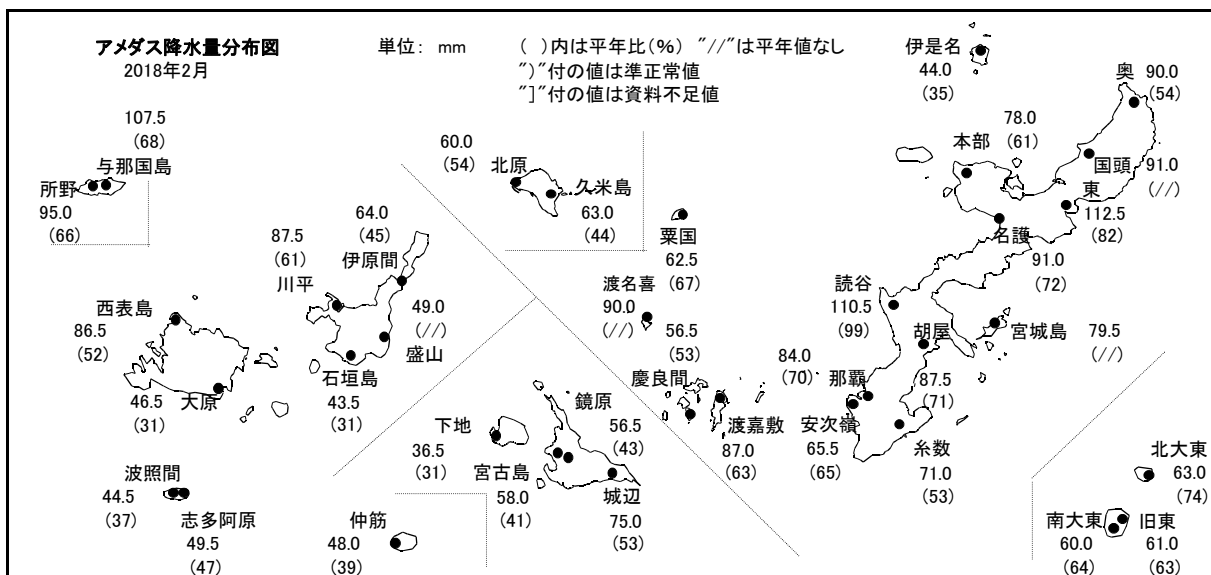 アメダス降水量分布図 単位： mm ( )内は平年比(%) "//"は平年値なし
2018年2月 ")"付の値は準正常値
"]"付の値は資料不足値
伊是名
44.0
(35)
奥 90.0
(54)
107.5
(68)
与那国島
所野
95.0
(66)
60.0
(54)
北原
久米島
63.0
(44)
78.0
本部 (61)
国頭 91.0
(//)
東
112.5
(82)
名護
91.0
(72)
粟国
62.5
(67)
64.0
(45)
伊原間
87.5
(61)
川平
49.0
(//)
盛山
石垣島
43.5
(31)
西表島
86.5
(52)
大原
46.5
(31)
渡名喜
90.0
(//)
読谷
110.5
(99)
胡屋
87.5
(71)
宮城島 79.5
(//)
56.5
(53)
慶良間
渡嘉敷
87.0
(63)
84.0
(70)
那覇
安次嶺
65.5
(65)
糸数
71.0
(53)
鏡原
56.5
(43)
下地
36.5
(31)
宮古島
58.0
(41)
城辺
75.0
(53)
波照間
44.5
(37)
志多阿原
49.5
(47)
仲筋
48.0
(39)
北大東
63.0
(74)
南大東
60.0
(64)
旧東
61.0
(63)